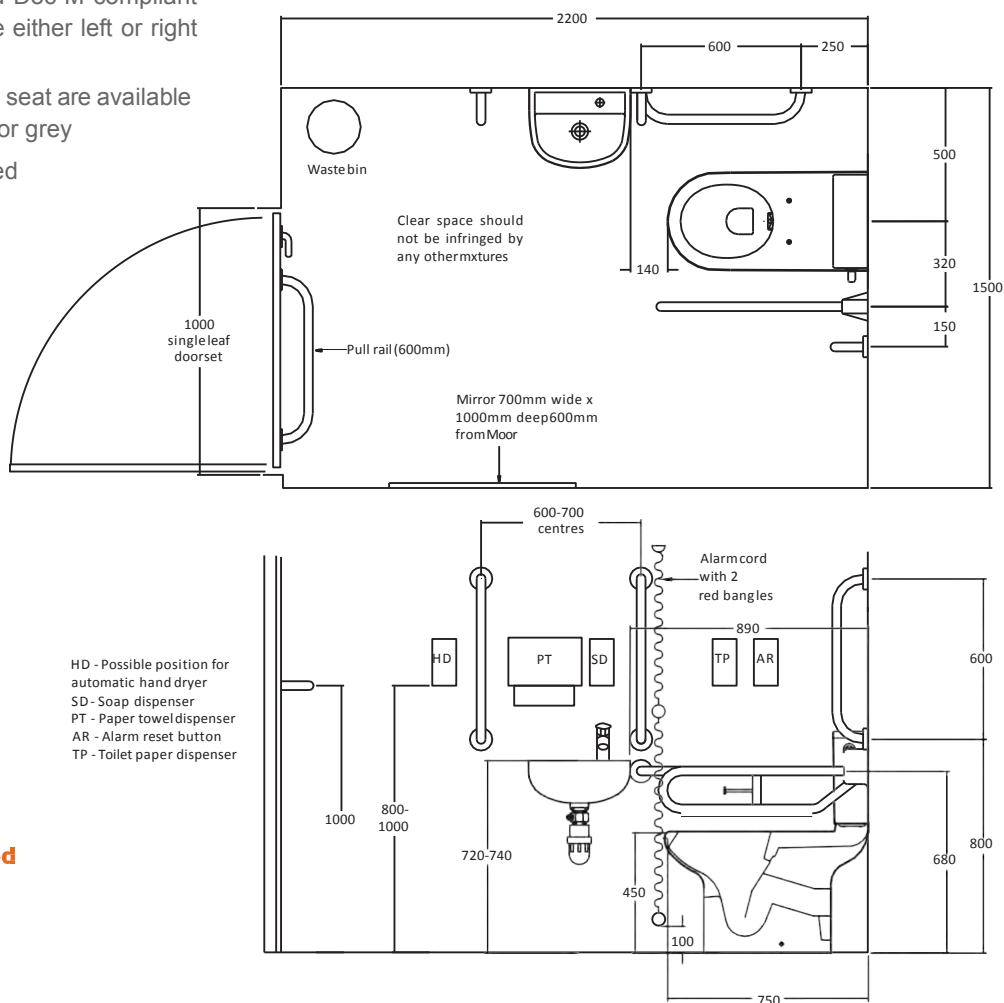 d Doc M compliant
e either left or right
seat are available
or grey
ed
2200
600
250
500
320
1500
150
140
Waste bin
Clear space should
not be infringed by
any other mxtures
1000
single leaf
doorset
Pull rail (600mm)
Mirror 700mm wide x
1000mm deep 600mm
from Moor
600-700
centres
Alarm cord
with 2
red bangles
890
HD
PT
SD
TP
AR
600
HD - Possible position for
automatic hand dryer
SD - Soap dispenser
PT - Paper towel dispenser
AR - Alarm reset button
TP - Toilet paper dispenser
1000
800-
1000
720-740
450
100
680
800
750
d